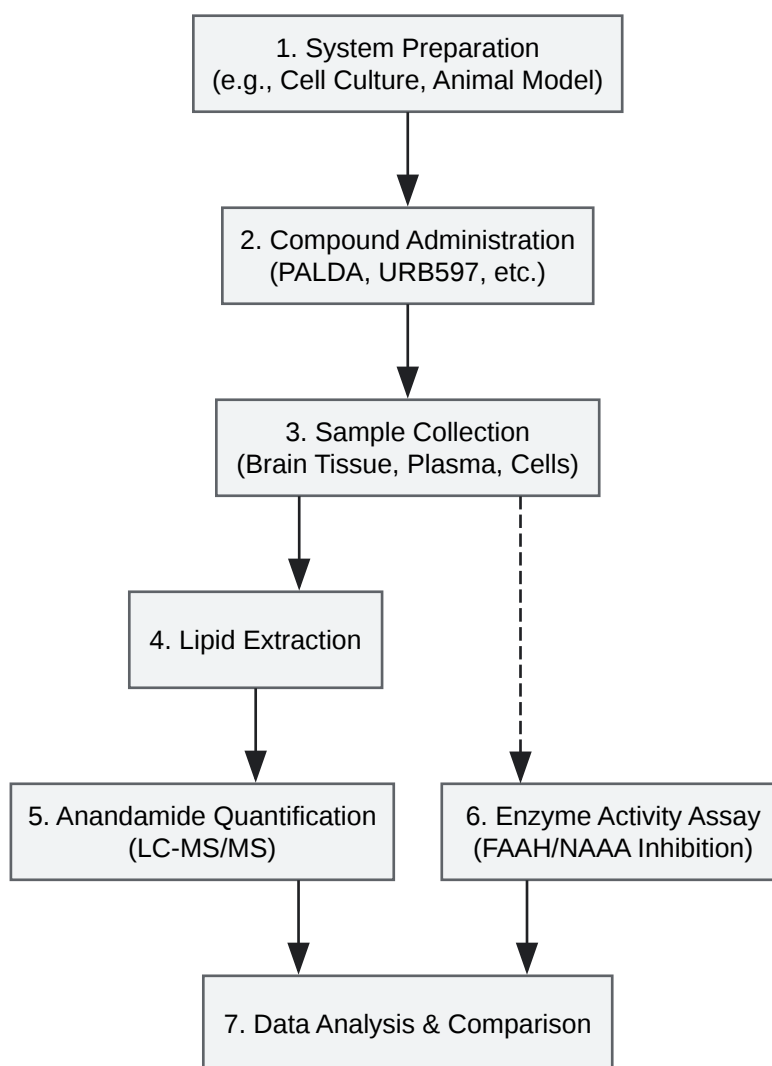 1. System Preparation
(e.g., Cell Culture, Animal Model)
2. Compound Administration
(PALDA, URB597, etc.)
3. Sample Collection
(Brain Tissue, Plasma, Cells)
4. Lipid Extraction
5. Anandamide Quantification
(LC-MS/MS)
6. Enzyme Activity Assay
(FAAH/NAAA Inhibition)
7. Data Analysis & Comparison